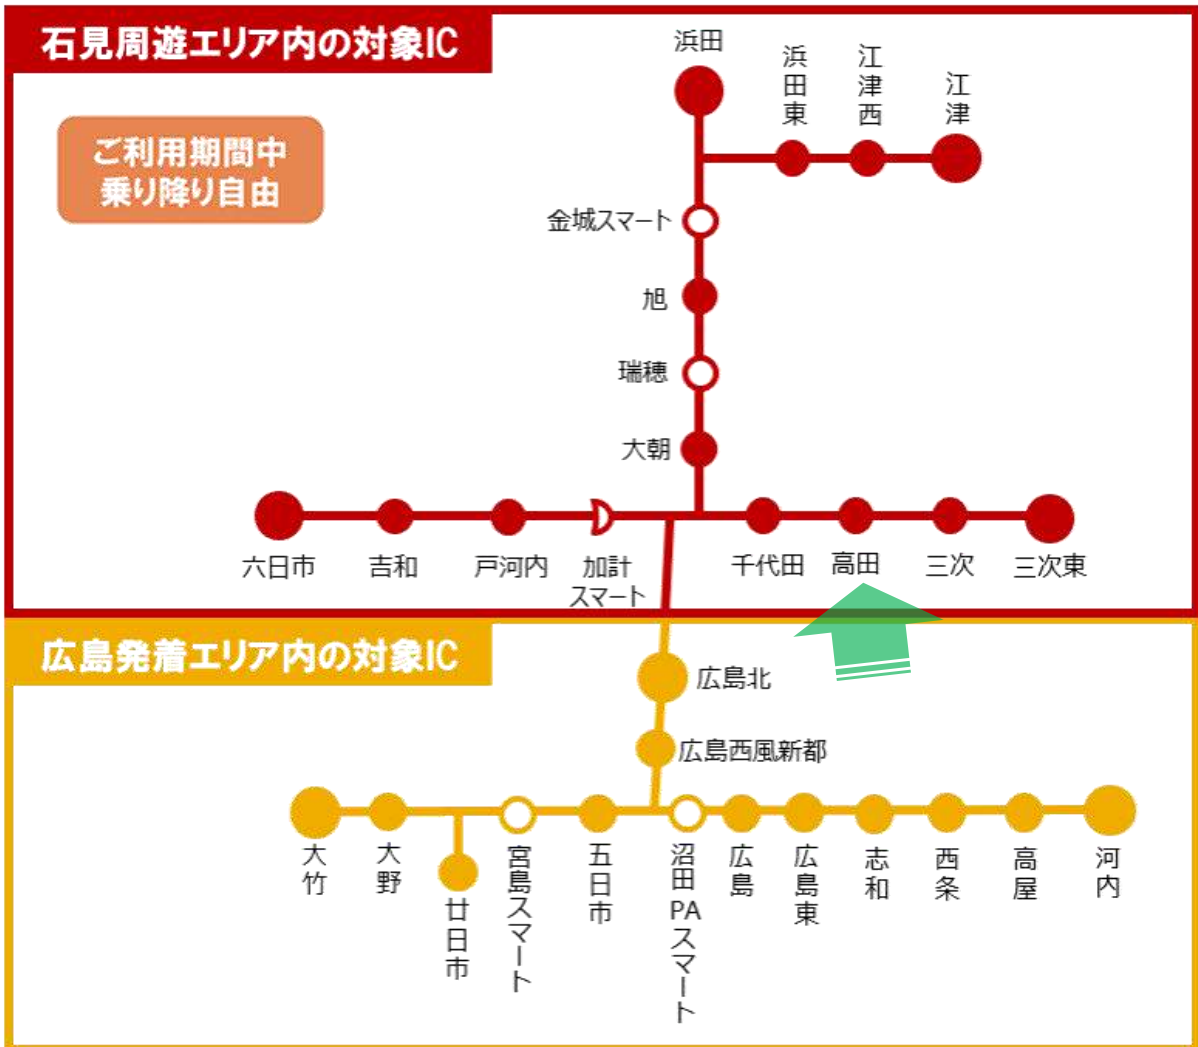 石見周遊エリア内の対象IC
ご利用期間中
乗り降り自由
浜田
浜田東
江津西
江津
金城スマート
旭
瑞穂
大朝
六日市
吉和
戸河内
加計
スマート
千代田
高田
三次
三次東
広島発着エリア内の対象IC
広島北
広島西風新都
大竹
大野
廿日市
宮島スマート
五日市
沼田PAスマート
広島
広島東
志和
西条
高屋
河内